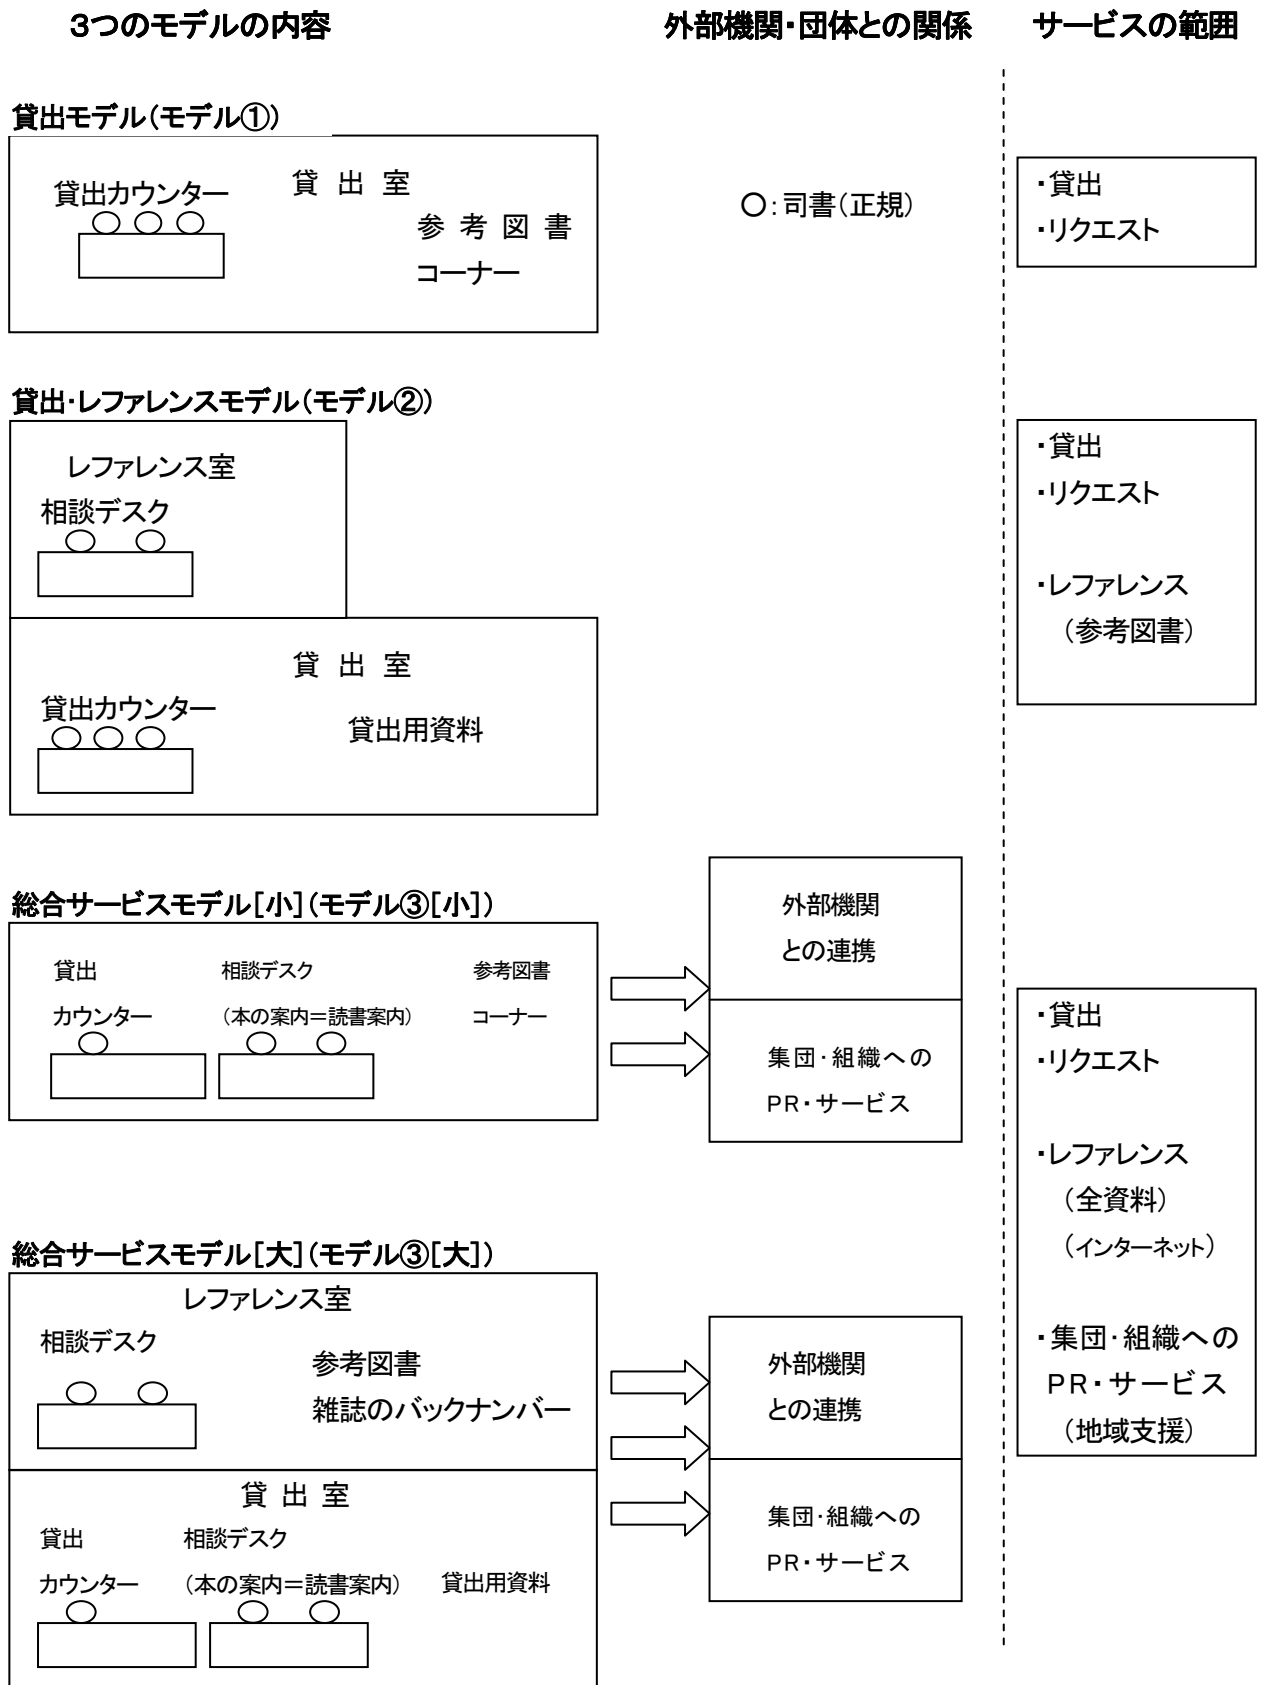 3つのモデルの内容
外部機関・団体との関係
サービスの範囲
貸出モデル(モデル①)
貸出カウンター
貸 出 室
参 考 図 書
コーナー
○:司書(正規)
・貸出
・リクエスト
貸出・レファレンスモデル(モデル②)
レファレンス室
相談デスク
貸 出 室
貸出カウンター
貸出用資料
・貸出
・リクエスト
・レファレンス
(参考図書)
総合サービスモデル[小](モデル③[小])
貸出
カウンター
相談デスク
(本の案内=読書案内)
参考図書
コーナー
外部機関
との連携
集団・組織への
PR・サービス
総合サービスモデル[大](モデル③[大])
レファレンス室
相談デスク
参考図書
雑誌のバックナンバー
貸 出 室
貸出
カウンター
相談デスク
(本の案内=読書案内)
貸出用資料
外部機関
との連携
集団・組織への
PR・サービス
・貸出
・リクエスト
・レファレンス
(全資料)
(インターネット)
・集団・組織への
PR・サービス
(地域支援)